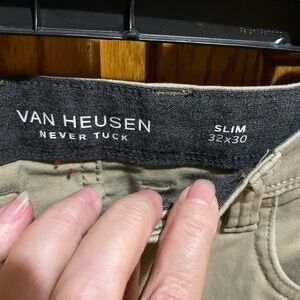 VAN HEUSEN
NEVER TUCK
SLIM
32x30